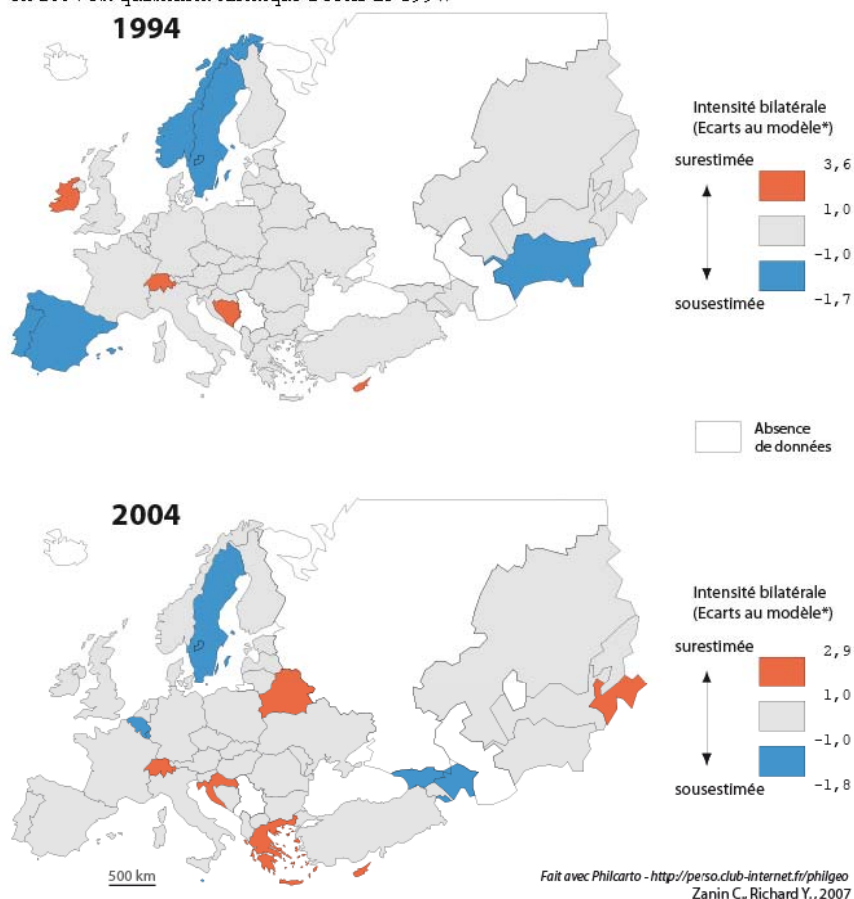 1994
Intensité bilatérale
(Ecarts au modèle*)
surestimée
3,6
1,0
-1,0
-1,7
sousestimée
Absence
de données
2004
Intensité bilatérale
(Ecarts au modèle*)
surestimée
2,9
1,0
-1,0
-1,8
sousestimée
500 km
Fait avec Philcarto - http://perso.club-internet.fr/philgeo
Zanin C., Richard Y., 2007